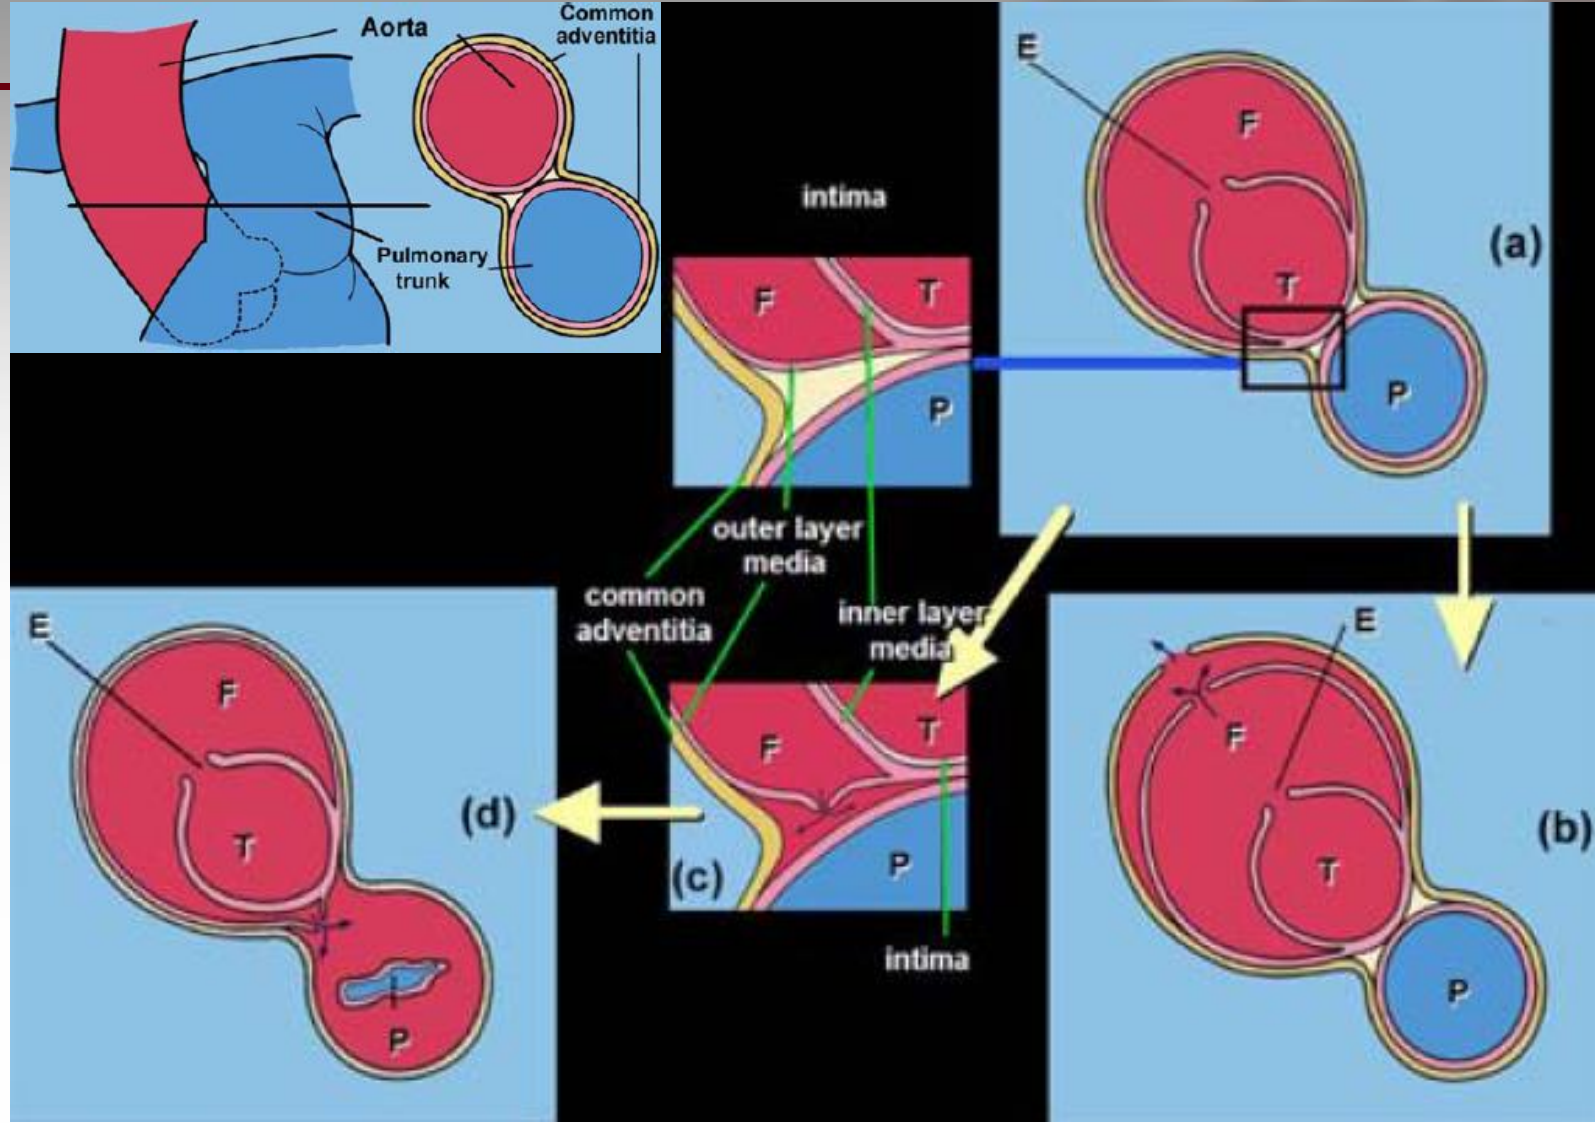 Aorta
Common
adventitia
Pulmonary
trunk
intima
F
T
P
E
F
T
P
(a)
outer layer
media
common
adventitia
inner layer
media
F
T
P
(c)
intima
E
F
T
P
(d)
E
F
T
P
(b)